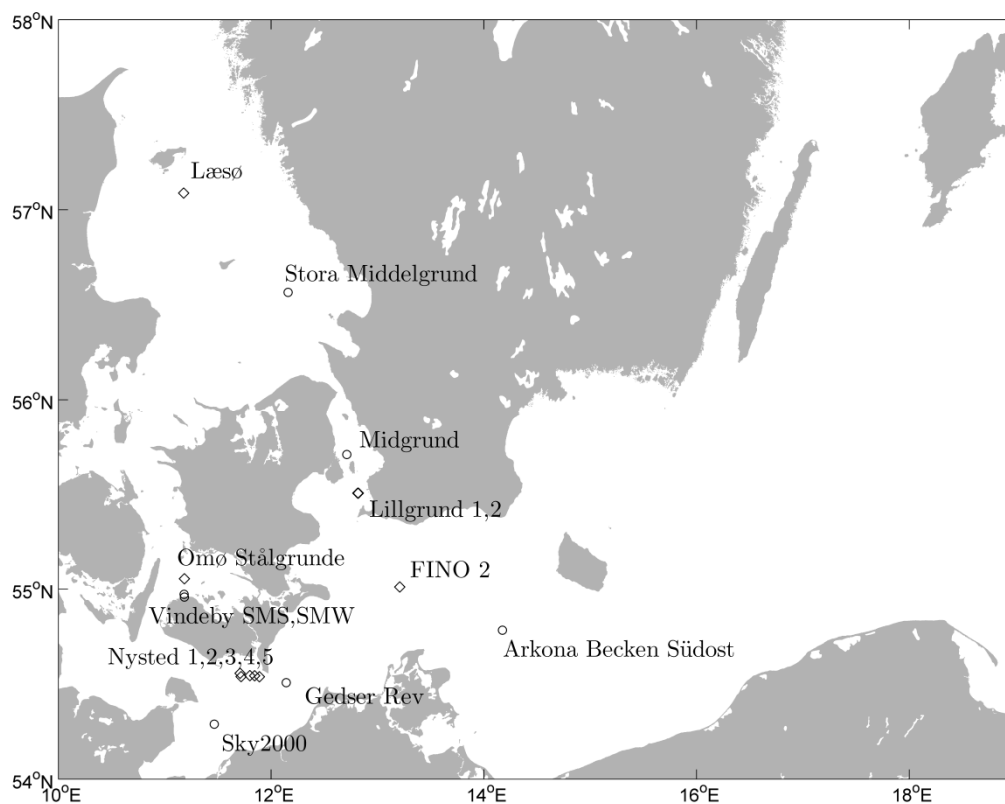 58°N
Læsø
57°N
Stora Middelgrund
56°N
Midgrund
Lillgrund 1,2
Omø Stålgrunde
FINO 2
55°N
Vindeby SMS,SMW
Arkona Becken Südost
Nysted 1,2,3,4,5
Gedser Rev
Sky2000
54°N
10°E
12°E
14°E
16°E
18°E